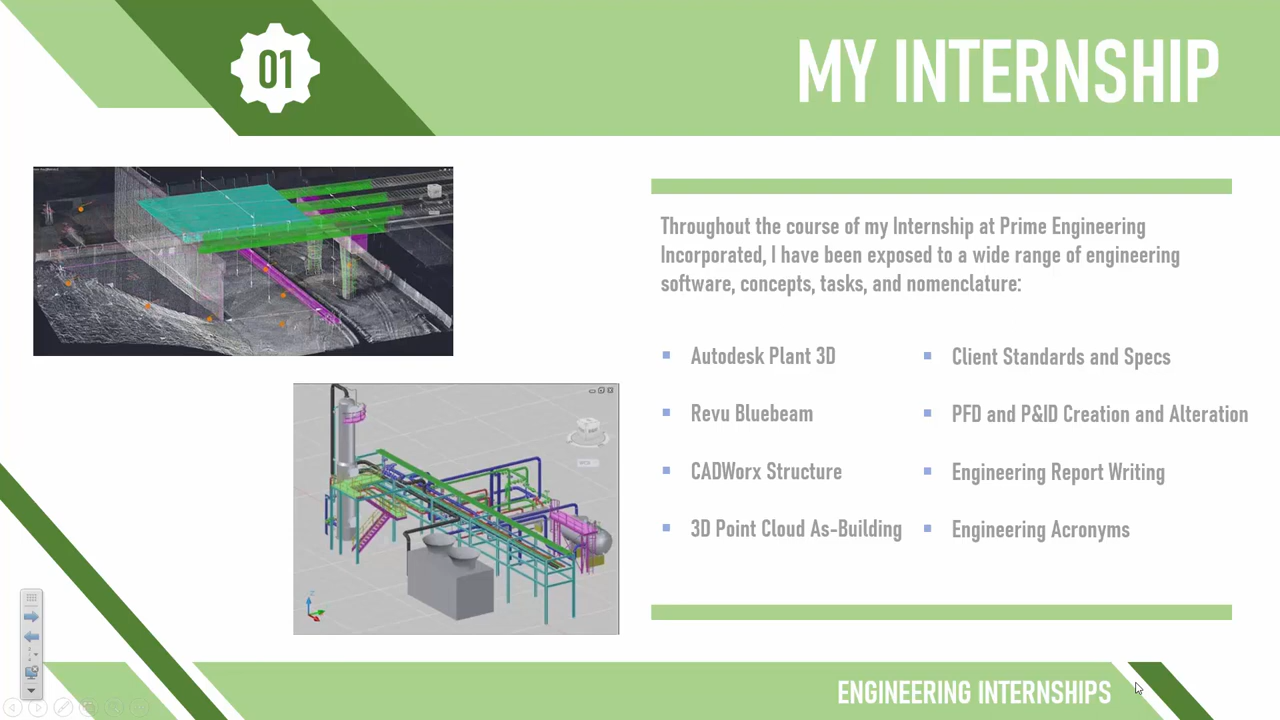 01
MY INTERNSHIP
Throughout the course of my Internship at Prime Engineering
Incorporated, I have been exposed to a wide range of engineering
software, concepts, tasks, and nomenclature:
Autodesk Plant 3D
Revu Bluebeam
CADWorx Structure
3D Point Cloud As-Building
Client Standards and Specs
PFD and P&ID Creation and Alteration
Engineering Report Writing
Engineering Acronyms
ENGINEERING INTERNSHIPS